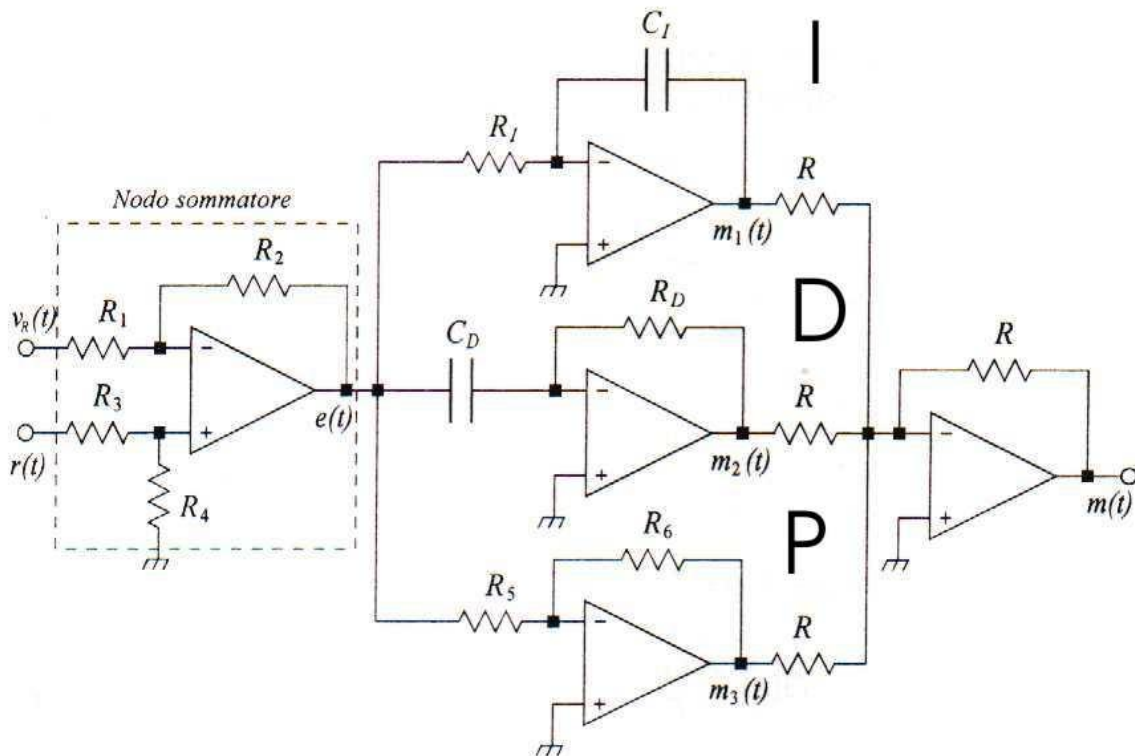 C_I
I
R_I
R
Nodo sommatore
m_1(t)
R_2
R_D
D
v_R(t)
R_1
C_D
R
R_3
e(t)
R
r(t)
m_2(t)
R_4
m(t)
R_6
P
R_5
R
m_3(t)
− + − + − + − + − +